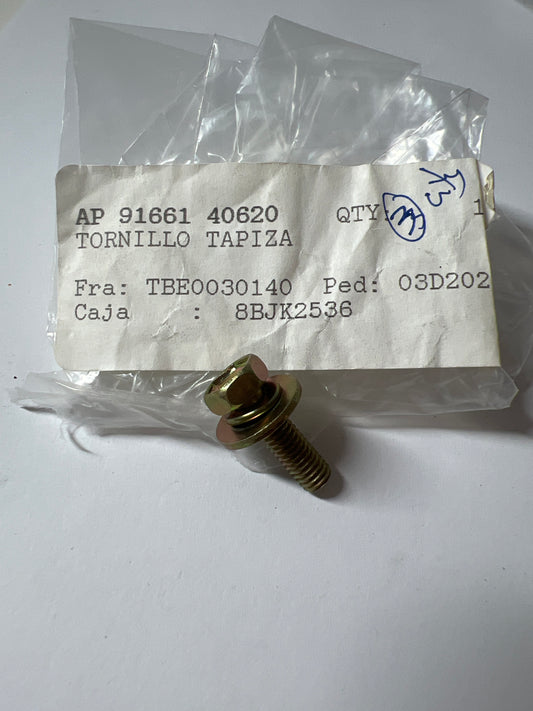 AP 91661 40620 QTY: 1
TORNILLO TAPIZA
Fra: TBE0030140 Ped: 03D202
Caja : 8BJK2536